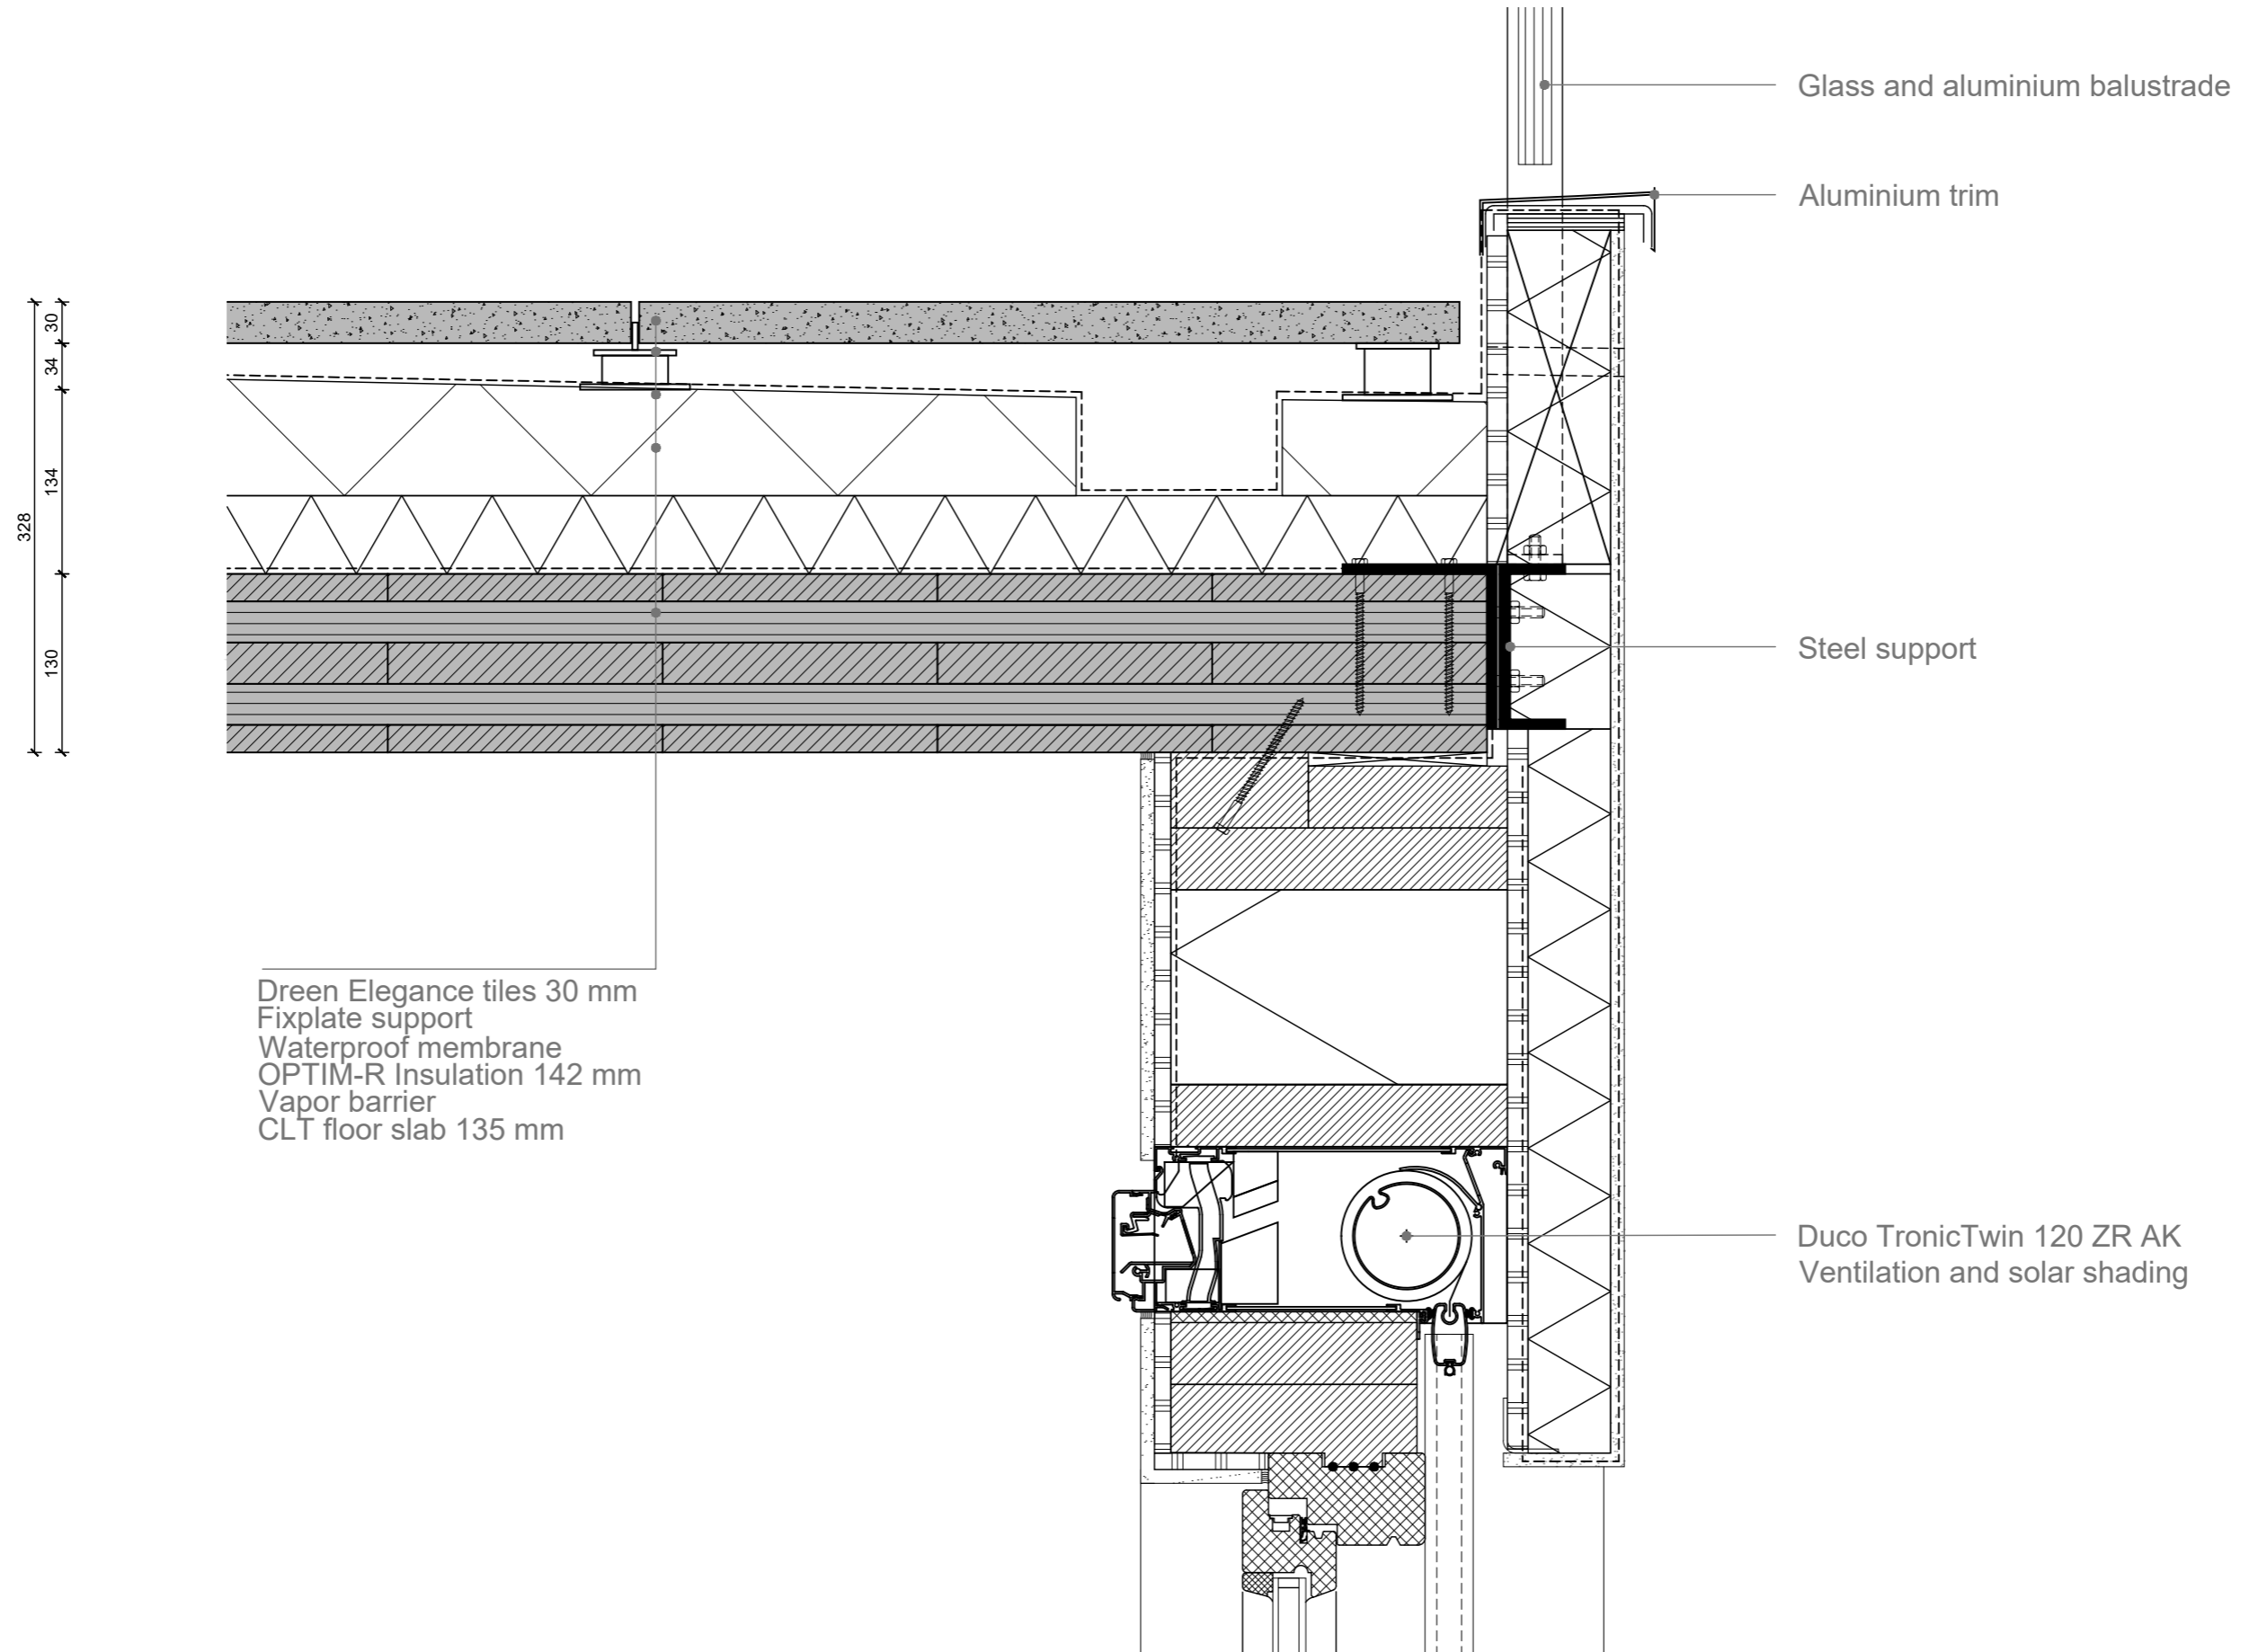 Glass and aluminium balustrade
Aluminium trim
30
34
134
328
130
Steel support
Dreen Elegance tiles 30 mm
Fixplate support
Waterproof membrane
OPTIM-R Insulation 142 mm
Vapor barrier
CLT floor slab 135 mm
Duco TronicTwin 120 ZR AK
Ventilation and solar shading